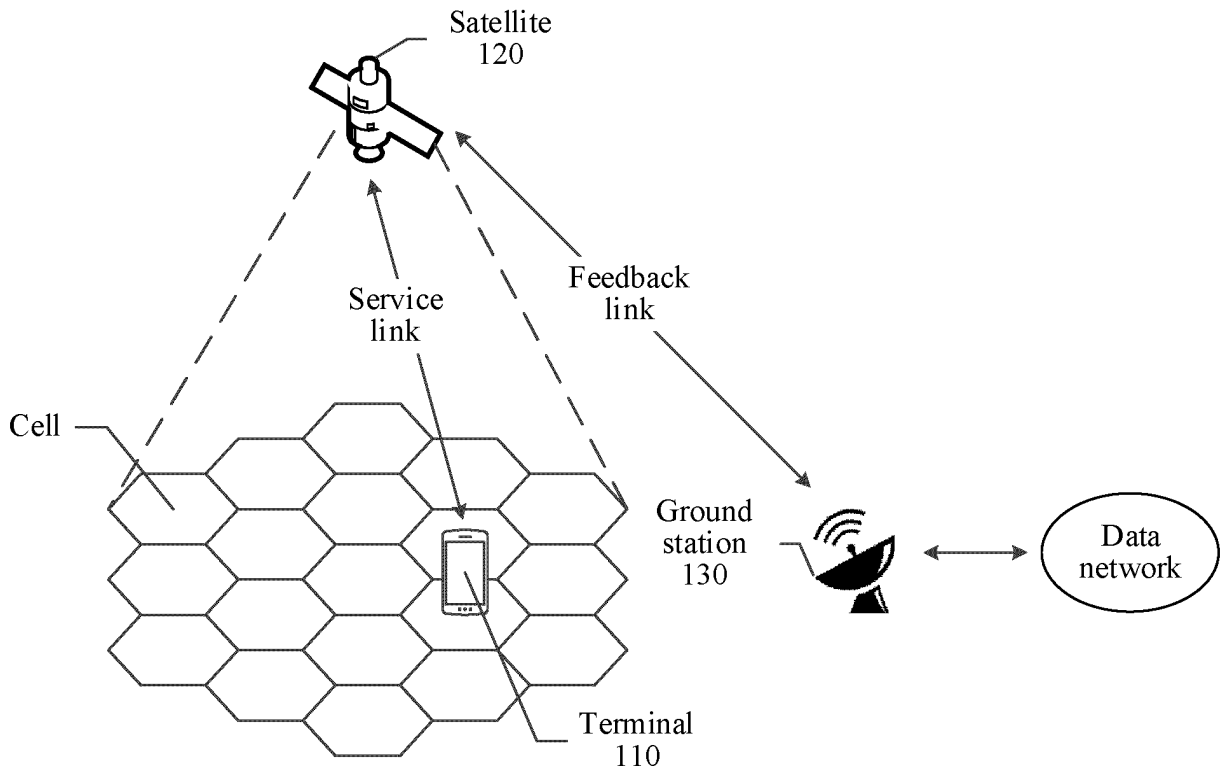 Satellite
120
Feedback
link
Service
link
Cell
Ground
station
130
Data
network
Terminal
110